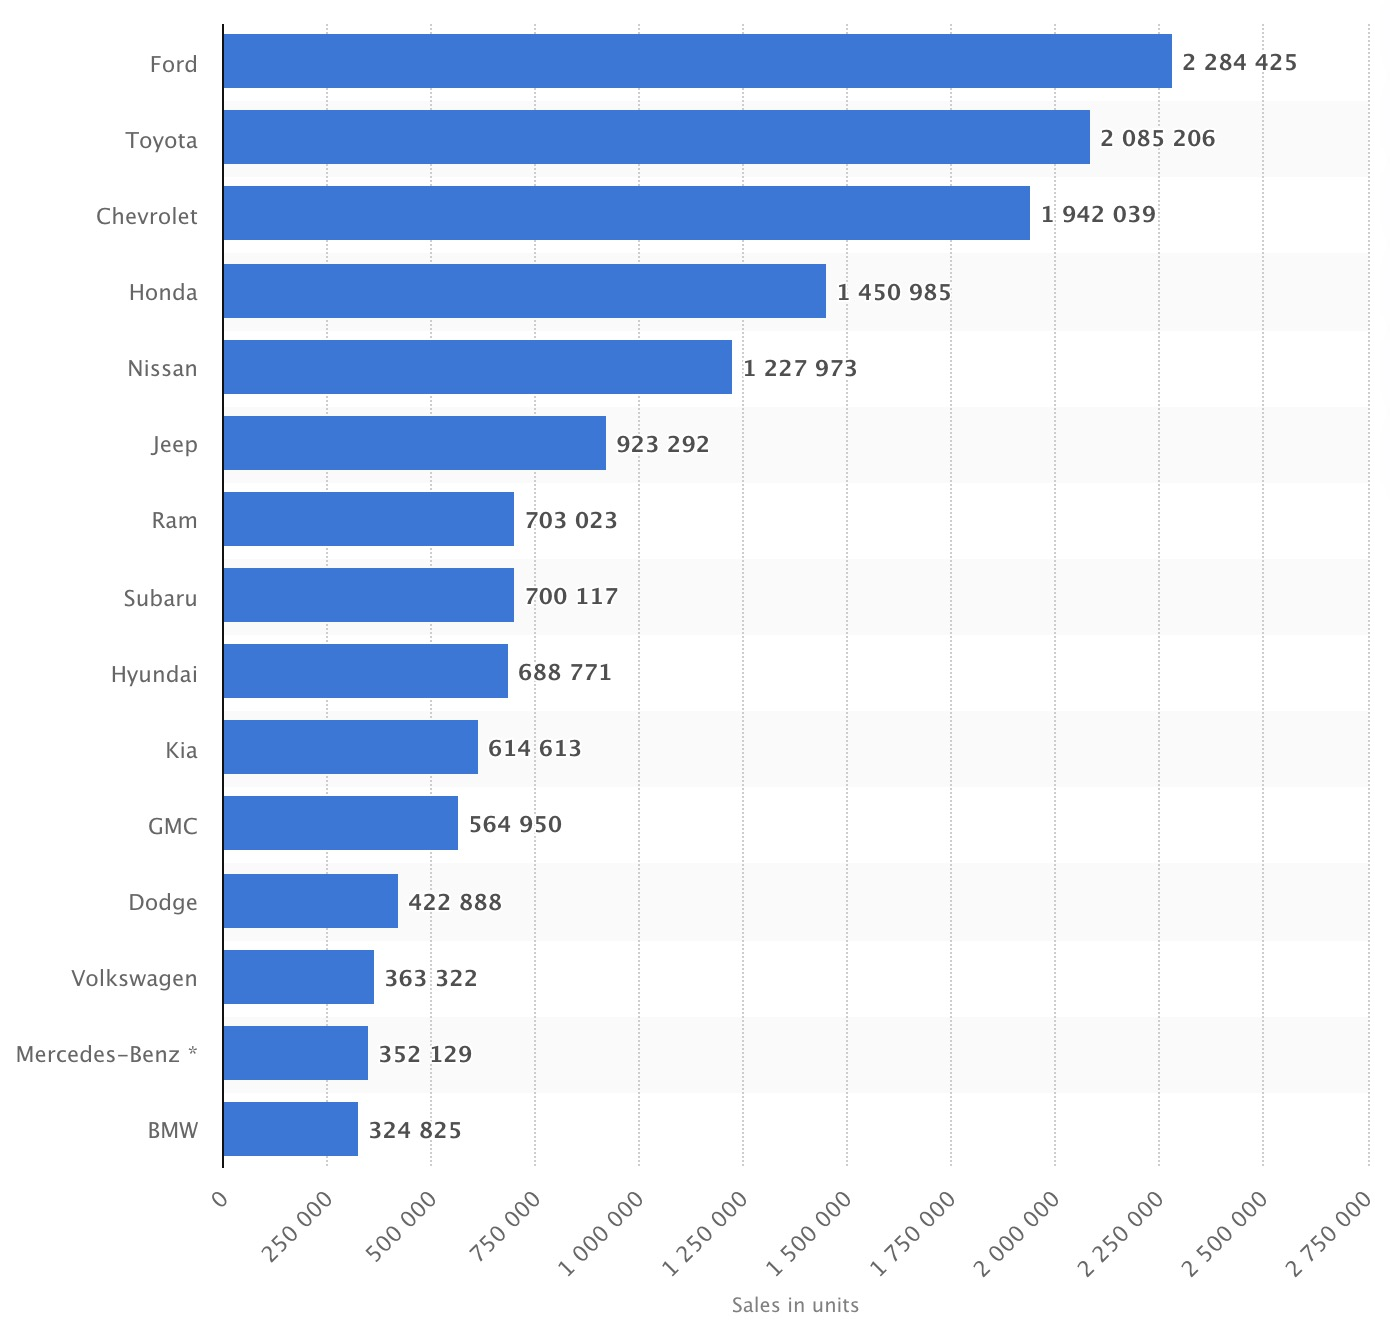 Ford 2 284 425
Toyota 2 085 206
Chevrolet 1 942 039
Honda 1 450 985
Nissan 1 227 973
Jeep 923 292
Ram 703 023
Subaru 700 117
Hyundai 688 771
Kia 614 613
GMC 564 950
Dodge 422 888
Volkswagen 363 322
Mercedes-Benz * 352 129
BMW 324 825
0 250 000 500 000 750 000 1 000 000 1 250 000 1 500 000 1 750 000 2 000 000 2 250 000 2 500 000 2 750 000
Sales in units